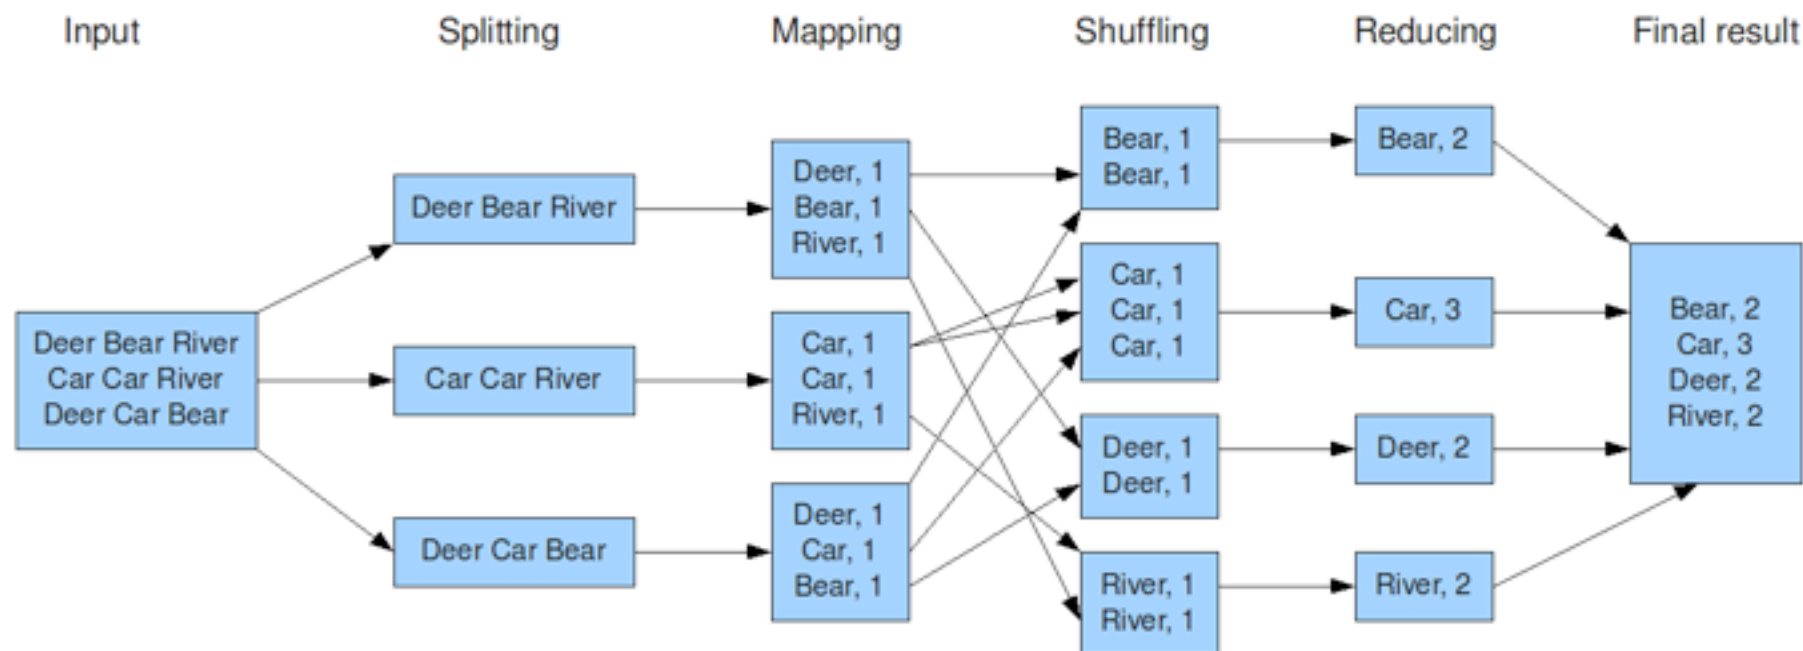 Input
Splitting
Mapping
Shuffling
Reducing
Final result
Deer Bear River
Car Car River
Deer Car Bear
Deer Bear River
Car Car River
Deer Car Bear
Deer, 1
Bear, 1
River, 1
Car, 1
Car, 1
River, 1
Deer, 1
Car, 1
Bear, 1
Bear, 1
Bear, 1
Car, 1
Car, 1
Car, 1
Deer, 1
Deer, 1
River, 1
River, 1
Bear, 2
Car, 3
Deer, 2
River, 2
Bear, 2
Car, 3
Deer, 2
River, 2